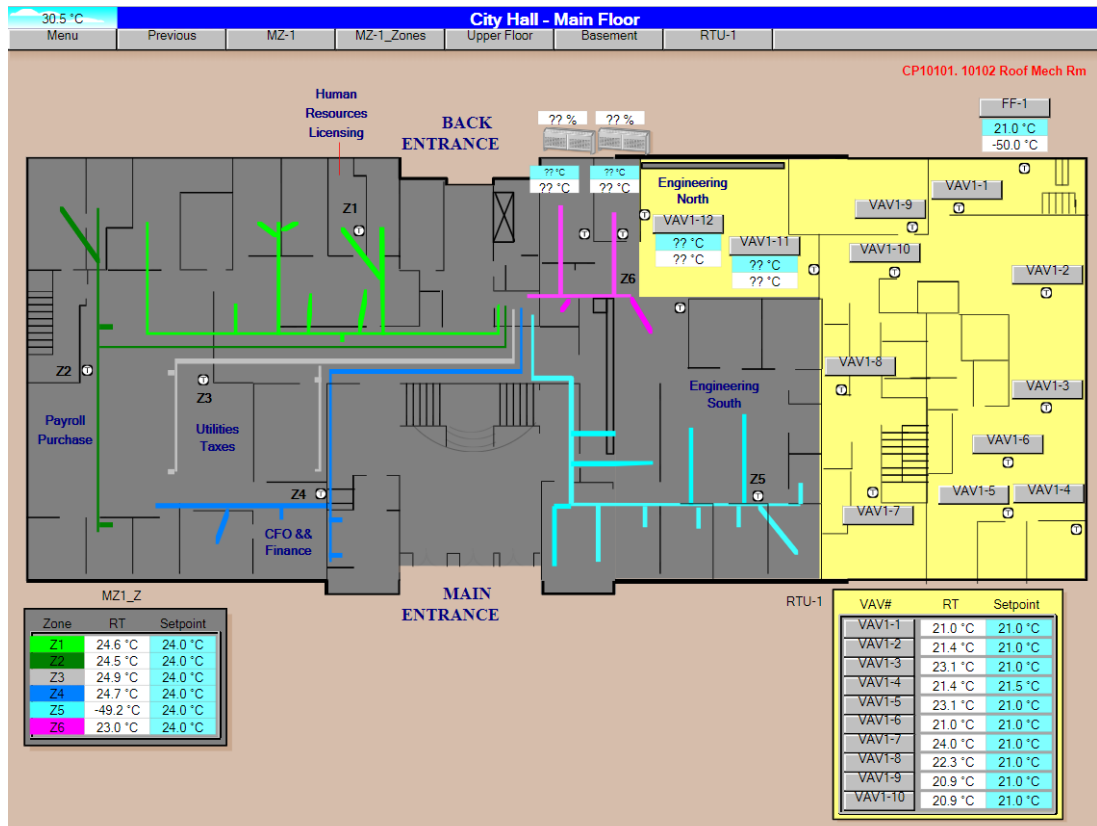 30.5 °C
City Hall - Main Floor
Menu Previous MZ-1 MZ-1_Zones Upper Floor Basement RTU-1
CP10101. 10102 Roof Mech Rm
Human
Resources
Licensing
BACK
ENTRANCE
?? % ?? %
FF-1
21.0 °C
-50.0 °C
?? °C ?? °C
?? °C ?? °C
Engineering
North
VAV1-1
VAV1-9
Z1
VAV1-12
?? °C
?? °C
VAV1-11
?? °C
?? °C
VAV1-10
VAV1-2
Z6
VAV1-8
Z2
Z3
Engineering
South
VAV1-3
Payroll
Purchase
Utilities
Taxes
VAV1-6
Z5
Z4
VAV1-5
VAV1-4
VAV1-7
CFO &&
Finance
MAIN
ENTRANCE
MZ1_Z
Zone RT Setpoint
Z1 24.6 °C 24.0 °C
Z2 24.5 °C 24.0 °C
Z3 24.9 °C 24.0 °C
Z4 24.7 °C 24.0 °C
Z5 -49.2 °C 24.0 °C
Z6 23.0 °C 24.0 °C
RTU-1
VAV# RT Setpoint
VAV1-1 21.0 °C 21.0 °C
VAV1-2 21.4 °C 21.0 °C
VAV1-3 23.1 °C 21.0 °C
VAV1-4 21.4 °C 21.5 °C
VAV1-5 23.1 °C 21.0 °C
VAV1-6 21.0 °C 21.0 °C
VAV1-7 24.0 °C 21.0 °C
VAV1-8 22.3 °C 21.0 °C
VAV1-9 20.9 °C 21.0 °C
VAV1-10 20.9 °C 21.0 °C